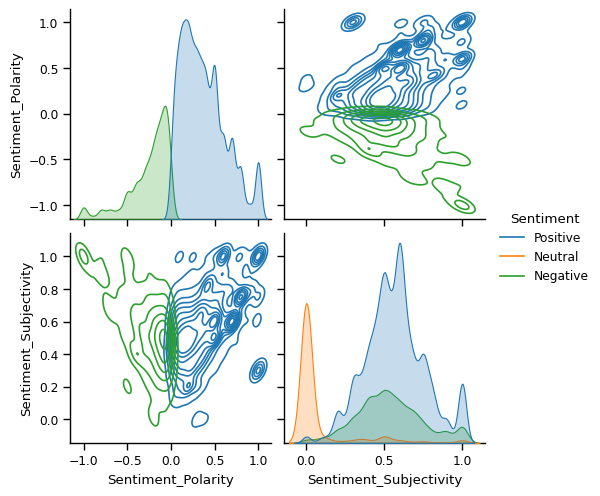 1.0
0.5
0.0
−0.5
−1.0
Sentiment_Polarity
1.0
0.8
0.6
0.4
0.2
0.0
Sentiment_Subjectivity
−1.0 −0.5 0.0 0.5 1.0
Sentiment_Polarity
0.0 0.5 1.0
Sentiment_Subjectivity
Sentiment
Positive
Neutral
Negative